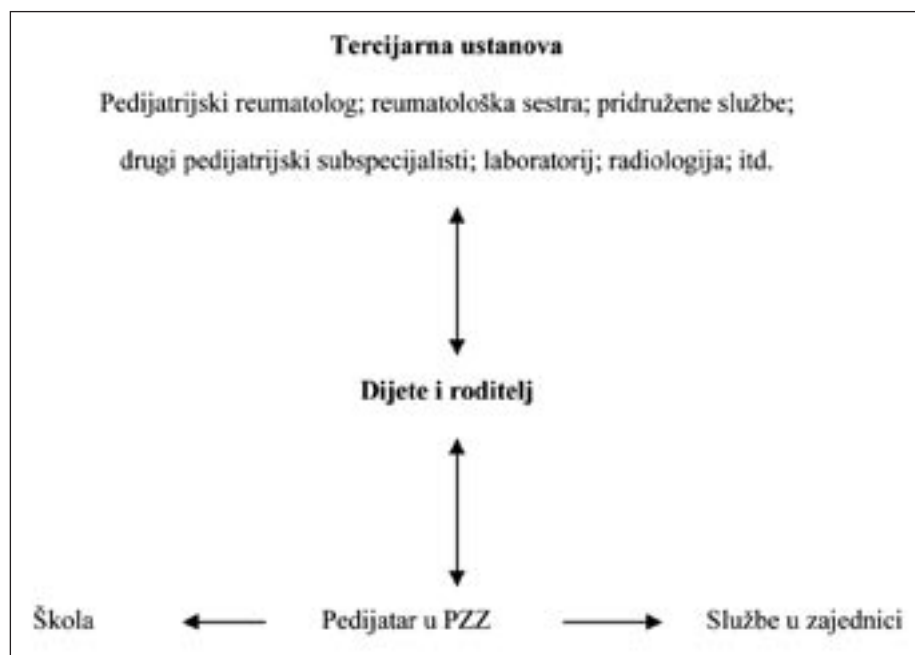 Tercijarna ustanova
Pedijatrijski reumatolog; reumatološka sestra; pridružene službe;
drugi pedijatrijski subspecijalisti; laboratorij; radiologija; itd.
Dijete i roditelj
Škola Pedijatar u PZZ Službe u zajednici